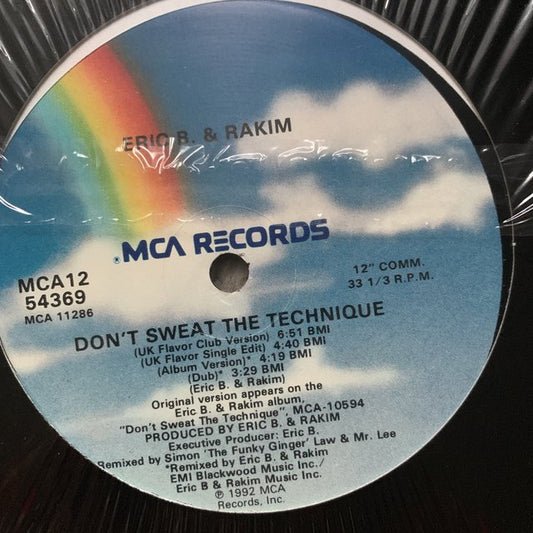 ERIC B. & RAKIM
® MCA RECORDS
MCA12
54369
MCA 11286
12" COMM.
33 1/3 R.P.M.
DON'T SWEAT THE TECHNIQUE
(UK Flavor Club Version) 6:51 BMI
(UK Flavor Single Edit) 4:40 BMI
(Album Version)* 4:19 BMI
(Dub)* 3:29 BMI
(Eric B. & Rakim)
Original version appears on the
Eric B. & Rakim album,
"Don't Sweat The Technique", MCA-10594
PRODUCED BY ERIC B. & RAKIM
Executive Producer: Eric B.
Remixed by Simon 'The Funky Ginger' Law & Mr. Lee
*Remixed by Eric B. & Rakim
EMI Blackwood Music Inc./
Eric B & Rakim Music Inc.
℗ 1992 MCA
Records, Inc.